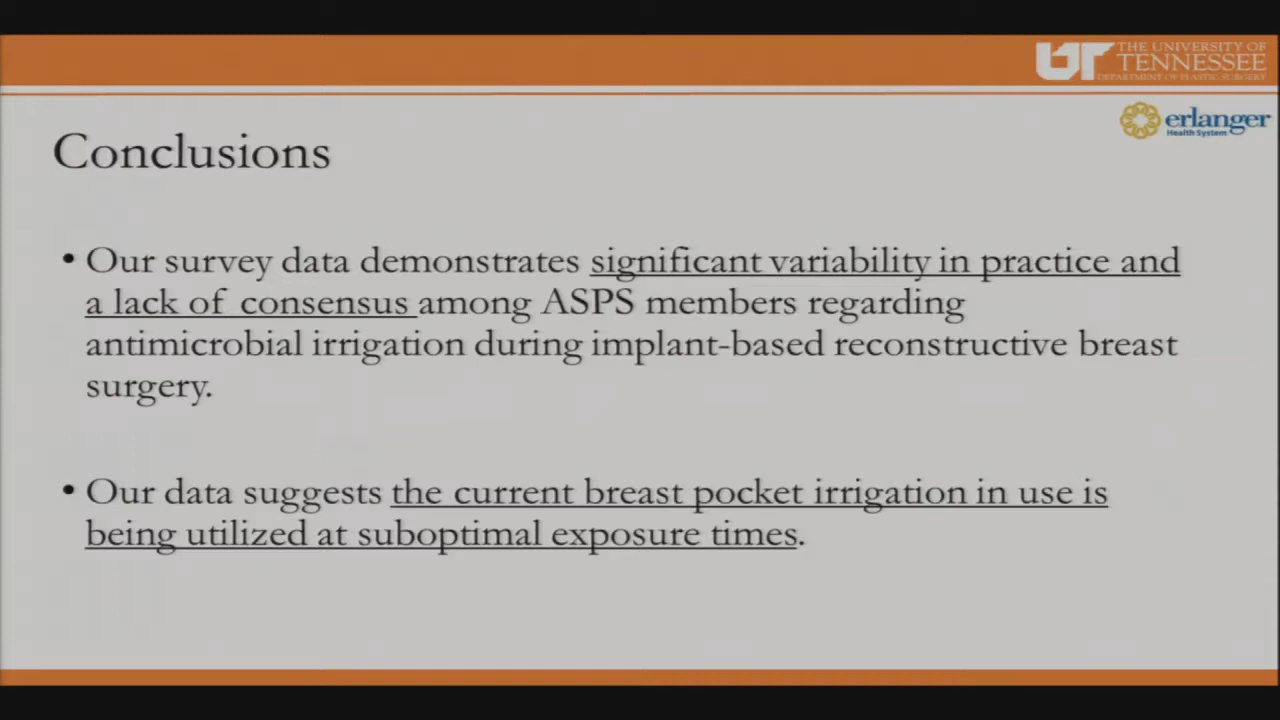 UT
THE UNIVERSITY OF
TENNESSEE
DEPARTMENT OF PLASTIC SURGERY
erlanger
Health System
Conclusions
• Our survey data demonstrates significant variability in practice and
a lack of consensus among ASPS members regarding
antimicrobial irrigation during implant-based reconstructive breast
surgery.
• Our data suggests the current breast pocket irrigation in use is
being utilized at suboptimal exposure times.